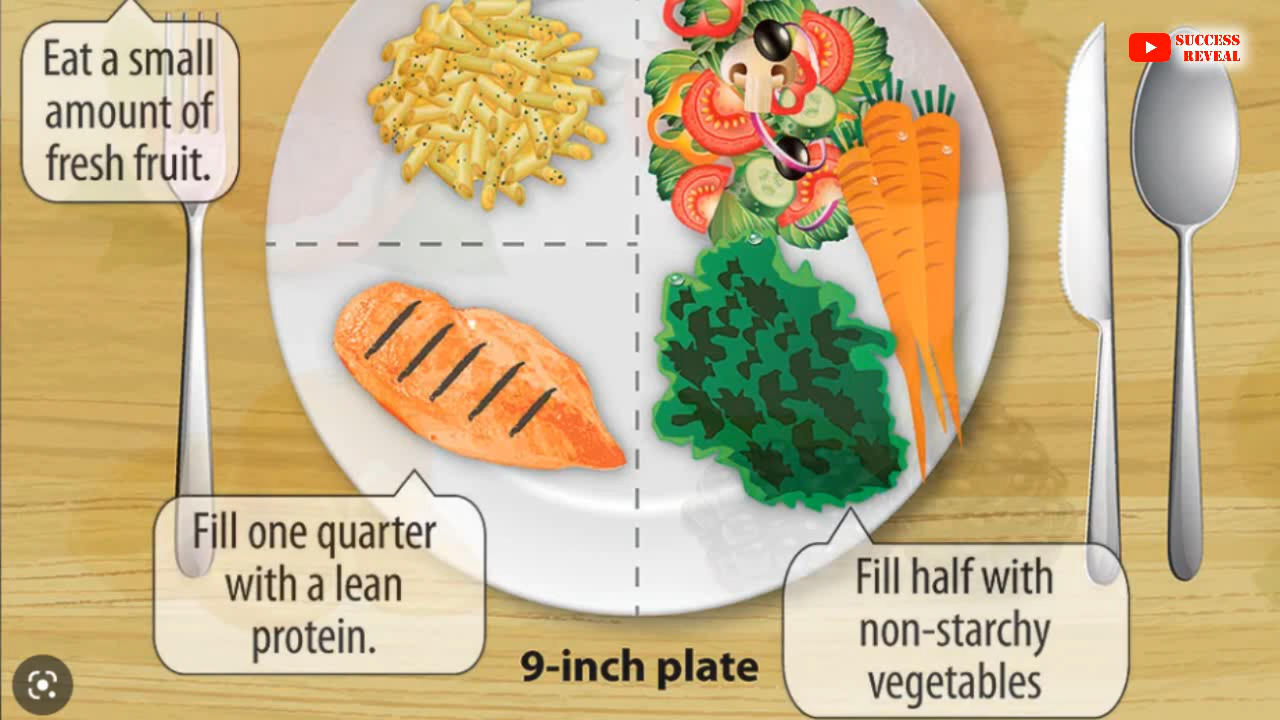 Eat a small
amount of
fresh fruit.
SUCCESS
REVEAL
Fill one quarter
with a lean
protein.
9-inch plate
Fill half with
non-starchy
vegetables